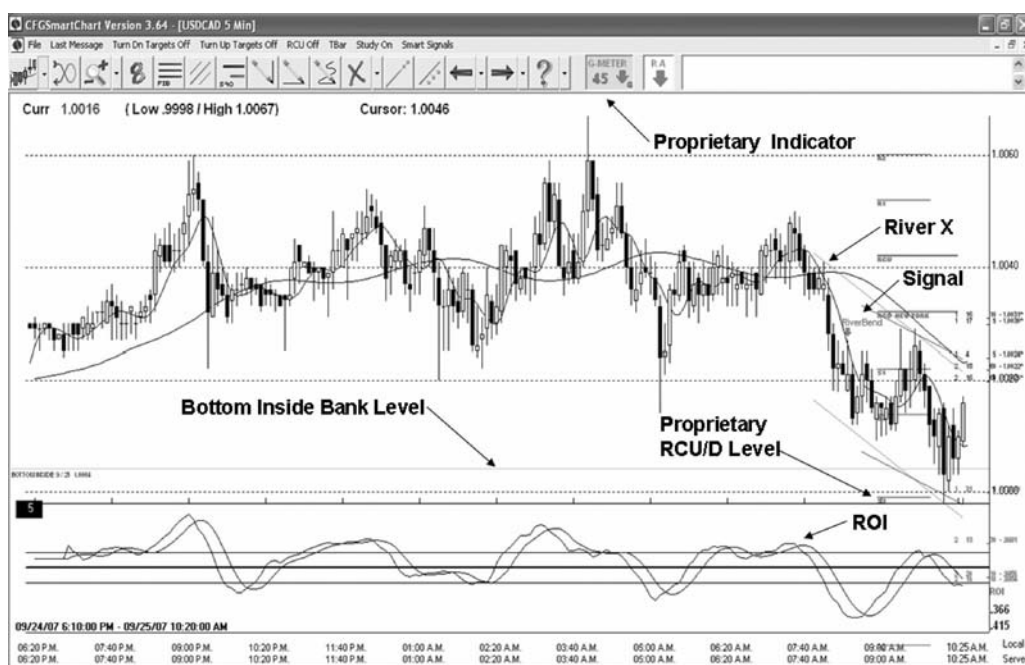 CFGSmartChart Version 3.64 - [USDCAD 5 Min]
File Last Message Turn Dn Targets Off Turn Up Targets Off RCU Off TBar Study On Smart Signals
G-METER
45
R A
Curr 1.0016 ( Low .9998 / High 1.0067) Cursor: 1.0046
Proprietary Indicator
1.0060
River X
1.0040
Signal
RiverBend
1.0020
Bottom Inside Bank Level
Proprietary
RCU/D Level
1.0000
5
ROI
ROI
.366
.415
09/24/07 6:10:00 PM - 09/25/07 10:20:00 AM
06:20 P.M. 07:40 P.M. 09:00 P.M. 10:20 P.M. 11:40 P.M. 01:00 A.M. 02:20 A.M. 03:40 A.M. 05:00 A.M. 06:20 A.M. 07:40 A.M. 09:00 A.M. 10:25 A.M. Local
06:20 P.M. 07:40 P.M. 09:00 P.M. 10:20 P.M. 11:40 P.M. 01:00 A.M. 02:20 A.M. 03:40 A.M. 05:00 A.M. 06:20 A.M. 07:40 A.M. 09:00 A.M. 10:25 A.M. Serv